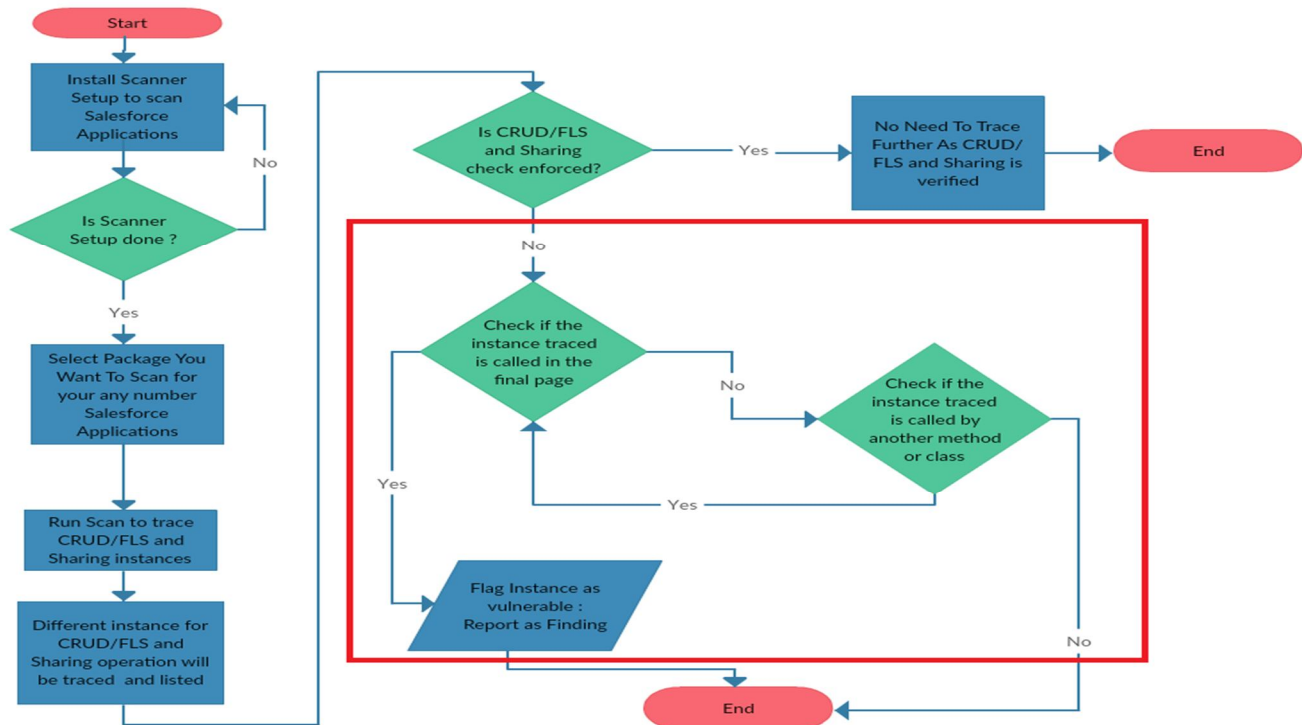 Start
Install Scanner
Setup to scan
Salesforce
Applications
No
Is Scanner
Setup done ?
Yes
Select Package You
Want To Scan for
your any number
Salesforce
Applications
Run Scan to trace
CRUD/FLS and
Sharing instances
Different instance for
CRUD/FLS and
Sharing operation will
be traced and listed
Is CRUD/FLS
and Sharing
check enforced?
Yes
No Need To Trace
Further As CRUD/
FLS and Sharing is
verified
End
No
Check if the
instance traced
is called in the
final page
No
Check if the
instance traced
is called by
another method
or class
Yes
Yes
Flag Instance as
vulnerable :
Report as Finding
No
End